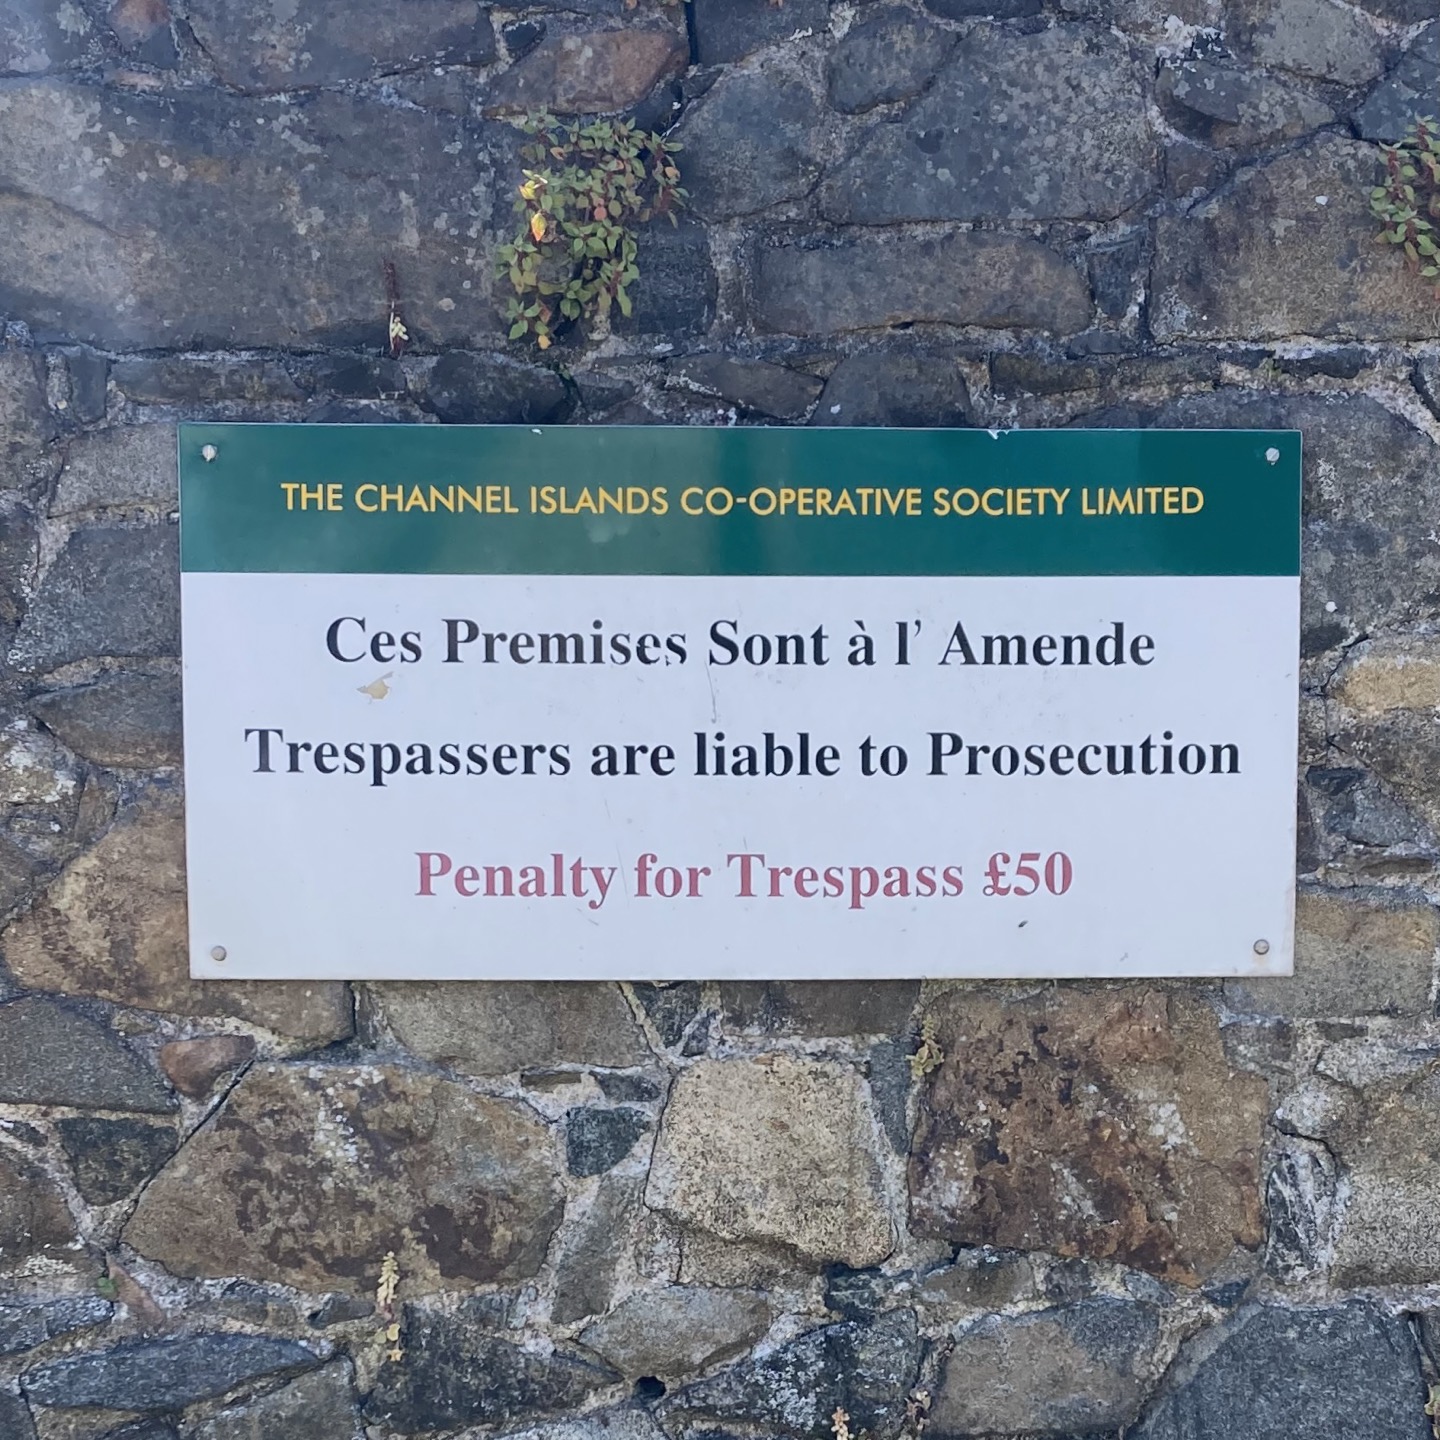 THE CHANNEL ISLANDS CO-OPERATIVE SOCIETY LIMITED
Ces Premises Sont à l' Amende
Trespassers are liable to Prosecution
Penalty for Trespass £50